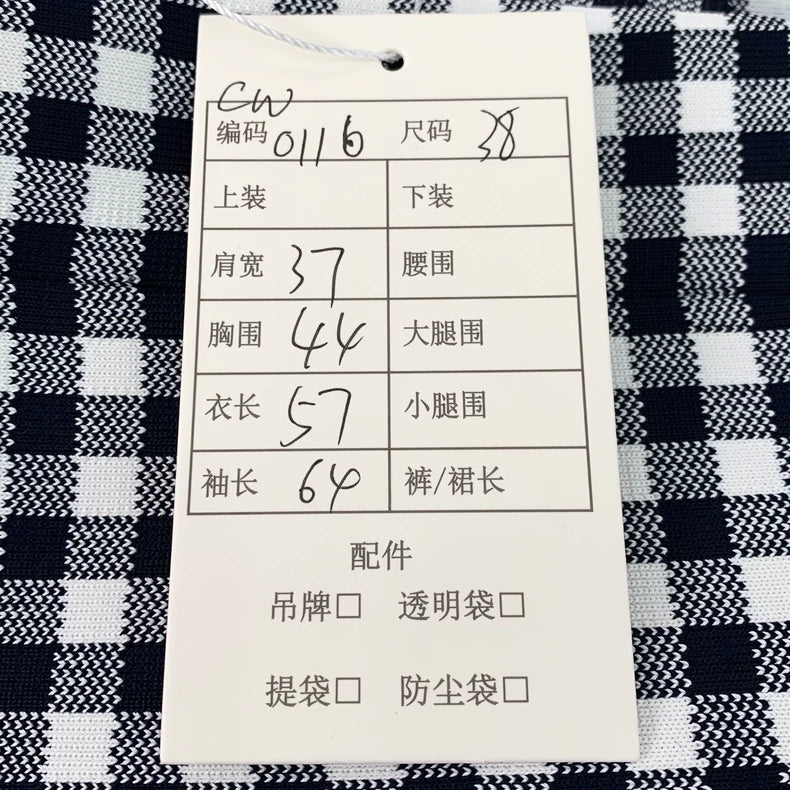 CW
编码 0116 尺码 38
上装 下装
肩宽 37 腰围
胸围 44 大腿围
衣长 57 小腿围
袖长 64 裤/裙长
配件
吊牌□ 透明袋□
提袋□ 防尘袋□